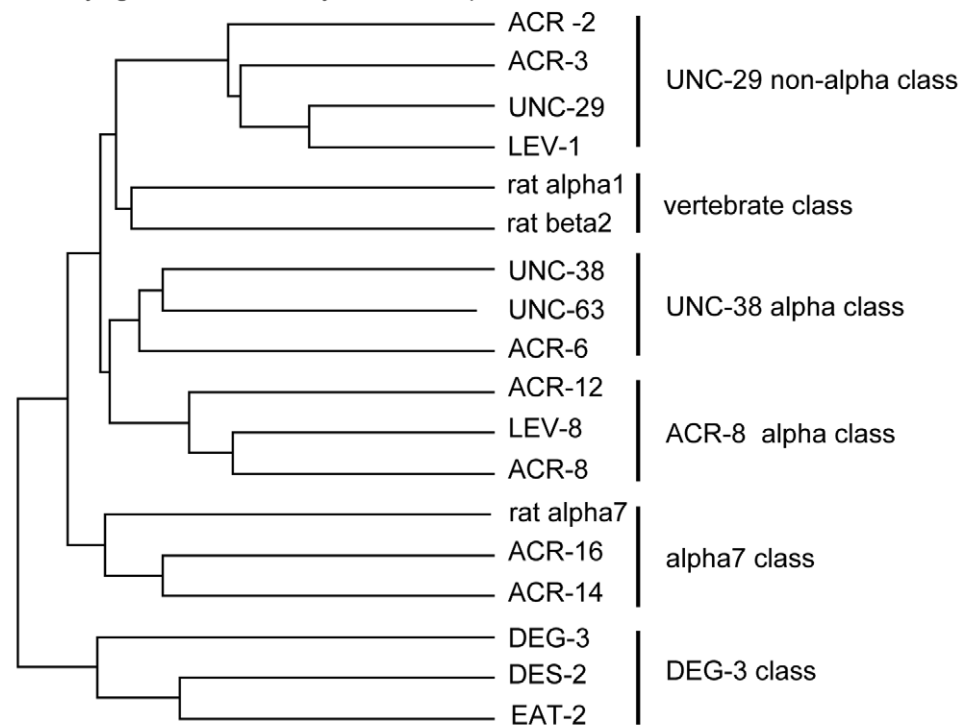 ACR -2
ACR-3
UNC-29
LEV-1
UNC-29 non-alpha class
rat alpha1
rat beta2
vertebrate class
UNC-38
UNC-63
ACR-6
UNC-38 alpha class
ACR-12
LEV-8
ACR-8
ACR-8 alpha class
rat alpha7
ACR-16
ACR-14
alpha7 class
DEG-3
DES-2
EAT-2
DEG-3 class